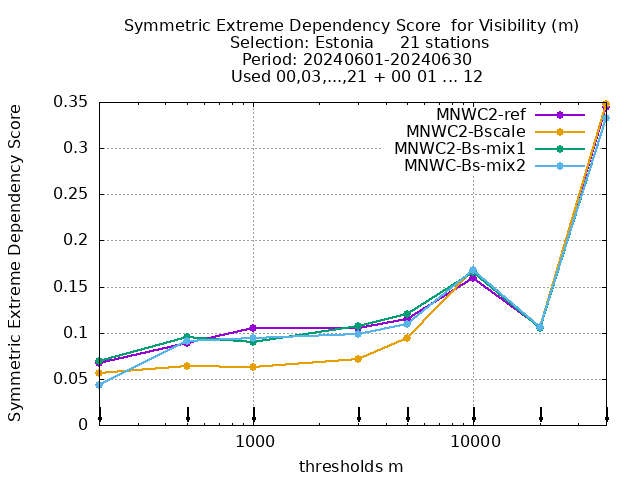 Symmetric Extreme Dependency Score  for Visibility (m)
Selection: Estonia     21 stations
Period: 20240601-20240630
Used 00,03,...,21 + 00 01 ... 12
Symmetric Extreme Dependency Score
0.35
0.3
0.25
0.2
0.15
0.1
0.05
0
MNWC2-ref
MNWC2-Bscale
MNWC2-Bs-mix1
MNWC-Bs-mix2
1000
10000
thresholds m